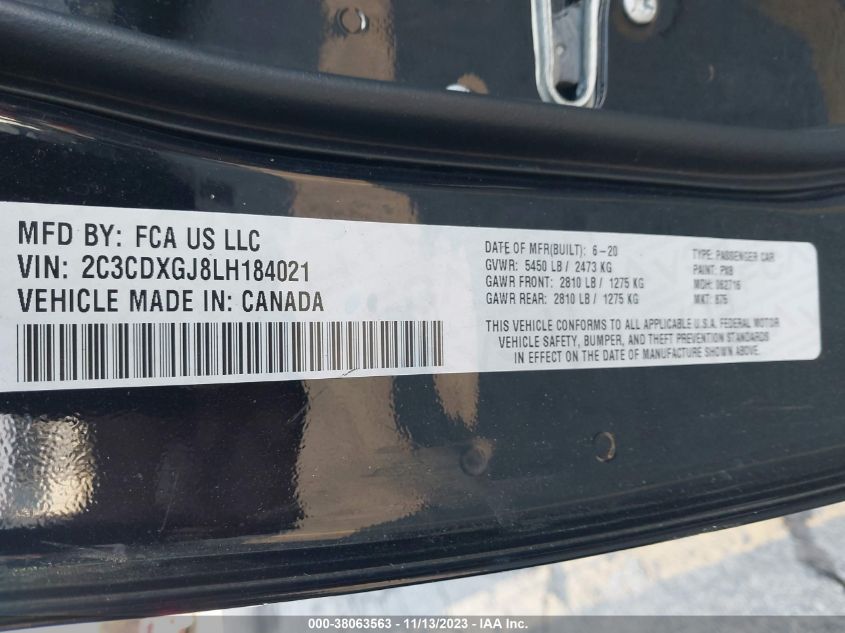 MFD BY: FCA US LLC
VIN: 2C3CDXGJ8LH184021
VEHICLE MADE IN: CANADA
DATE OF MFR(BUILT): 6-20
GVWR: 5450 LB / 2473 KG
GAWR FRONT: 2810 LB / 1275 KG
GAWR REAR: 2810 LB / 1275 KG
TYPE: PASSENGER CAR
PAINT: PX8
MDH: 062716
MKT: 876
THIS VEHICLE CONFORMS TO ALL APPLICABLE U.S.A. FEDERAL MOTOR
VEHICLE SAFETY, BUMPER, AND THEFT PREVENTION STANDARDS
IN EFFECT ON THE DATE OF MANUFACTURE SHOWN ABOVE.
000-38063563 - 11/13/2023 - IAA Inc.